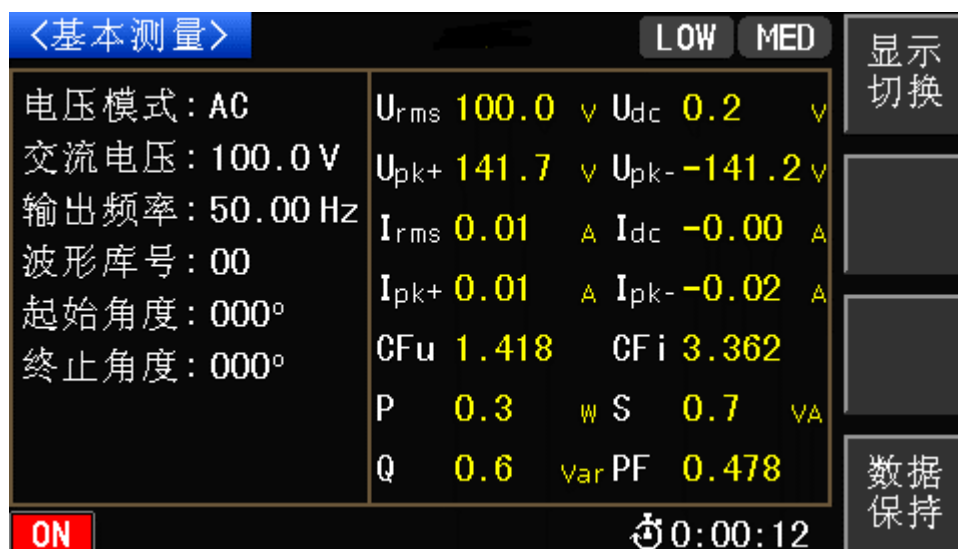 <基本测量>
LOW MED
显示
切换
电压模式:AC
交流电压:100.0V
输出频率:50.00Hz
波形库号:00
起始角度:000°
终止角度:000°
Urms 100.0 V Udc 0.2 V
Upk+ 141.7 V Upk- -141.2 V
Irms 0.01 A Idc -0.00 A
Ipk+ 0.01 A Ipk- -0.02 A
CFu 1.418 CFi 3.362
P 0.3 W S 0.7 VA
Q 0.6 Var PF 0.478
数据
保持
ON
0:00:12